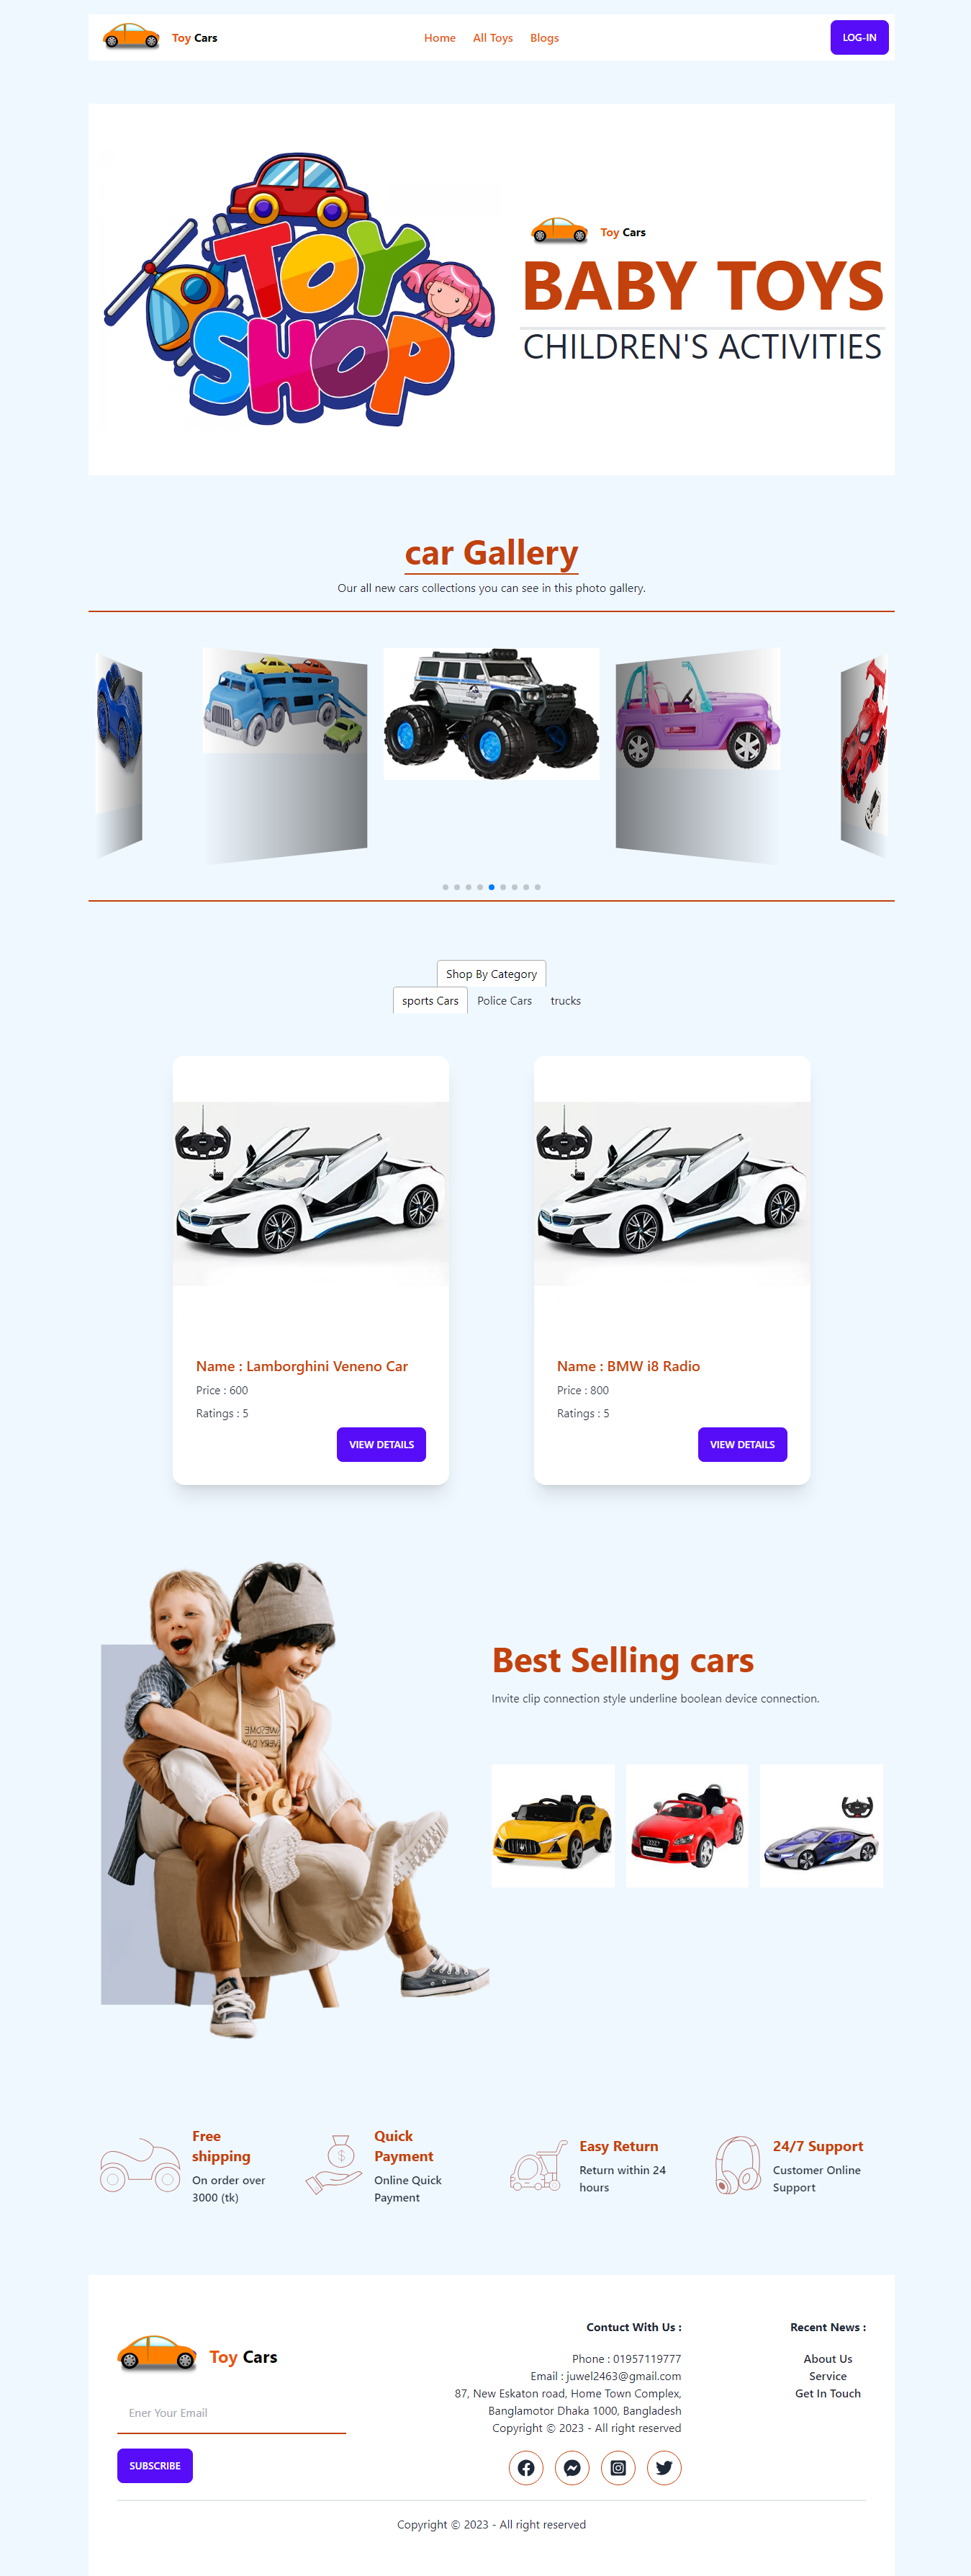 Toy Cars
Home
All Toys
Blogs
LOG-IN
TOY
SHOP
Toy Cars
BABY TOYS
CHILDREN'S ACTIVITIES
car Gallery
Our all new cars collections you can see in this photo gallery.
Shop By Category
sports Cars
Police Cars
trucks
Name : Lamborghini Veneno Car
Price : 600
Ratings : 5
VIEW DETAILS
Name : BMW i8 Radio
Price : 800
Ratings : 5
VIEW DETAILS
AWESOME
EVERY DAY
Best Selling cars
Invite clip connection style underline boolean device connection.
Free
shipping
On order over
3000 (tk)
Quick
Payment
Online Quick
Payment
Easy Return
Return within 24
hours
24/7 Support
Customer Online
Support
Toy Cars
Ener Your Email
SUBSCRIBE
Contuct With Us :
Phone : 01957119777
Email : juwel2463@gmail.com
87, New Eskaton road, Home Town Complex,
Banglamotor Dhaka 1000, Bangladesh
Copyright © 2023 - All right reserved
Recent News :
About Us
Service
Get In Touch
Copyright © 2023 - All right reserved